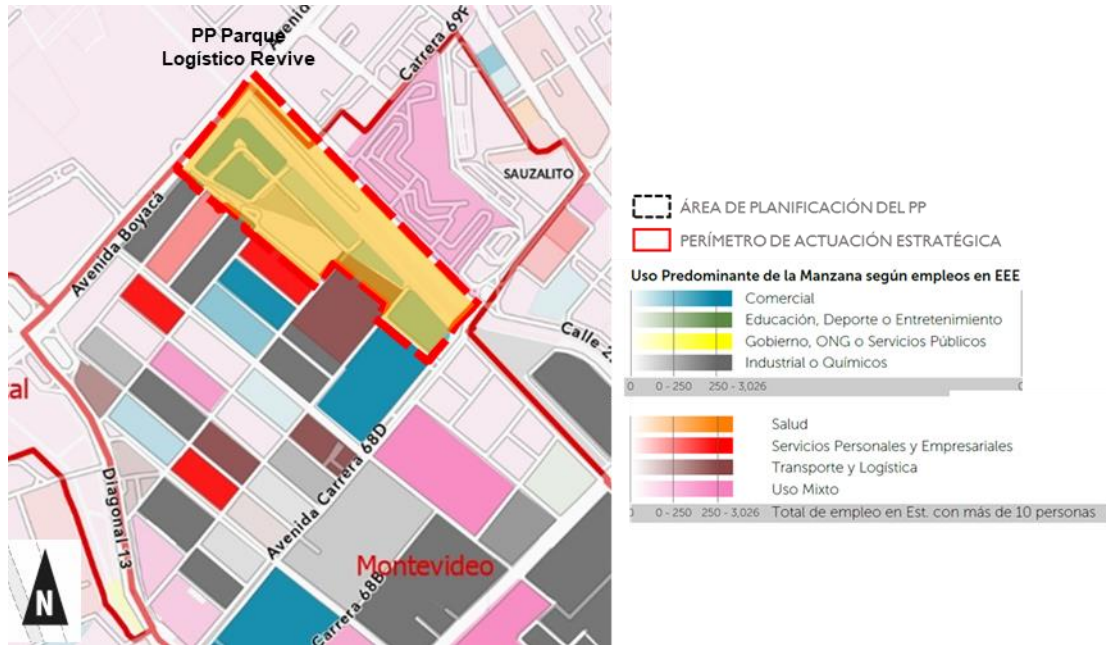 PP Parque
Logístico Revive
Carrera 69F
SAUZALITO
Avenida Boyacá
Calle 2
al
Diagonal 13
Avenida Carrera 68D
Montevideo
Carrera 68B
N
ÁREA DE PLANIFICACIÓN DEL PP
PERÍMETRO DE ACTUACIÓN ESTRATÉGICA
Uso Predominante de la Manzana según empleos en EEE
Comercial
Educación, Deporte o Entretenimiento
Gobierno, ONG o Servicios Públicos
Industrial o Químicos
0 0 - 250 250 - 3,026
Salud
Servicios Personales y Empresariales
Transporte y Logística
Uso Mixto
0 - 250 250 - 3,026 Total de empleo en Est. con más de 10 personas